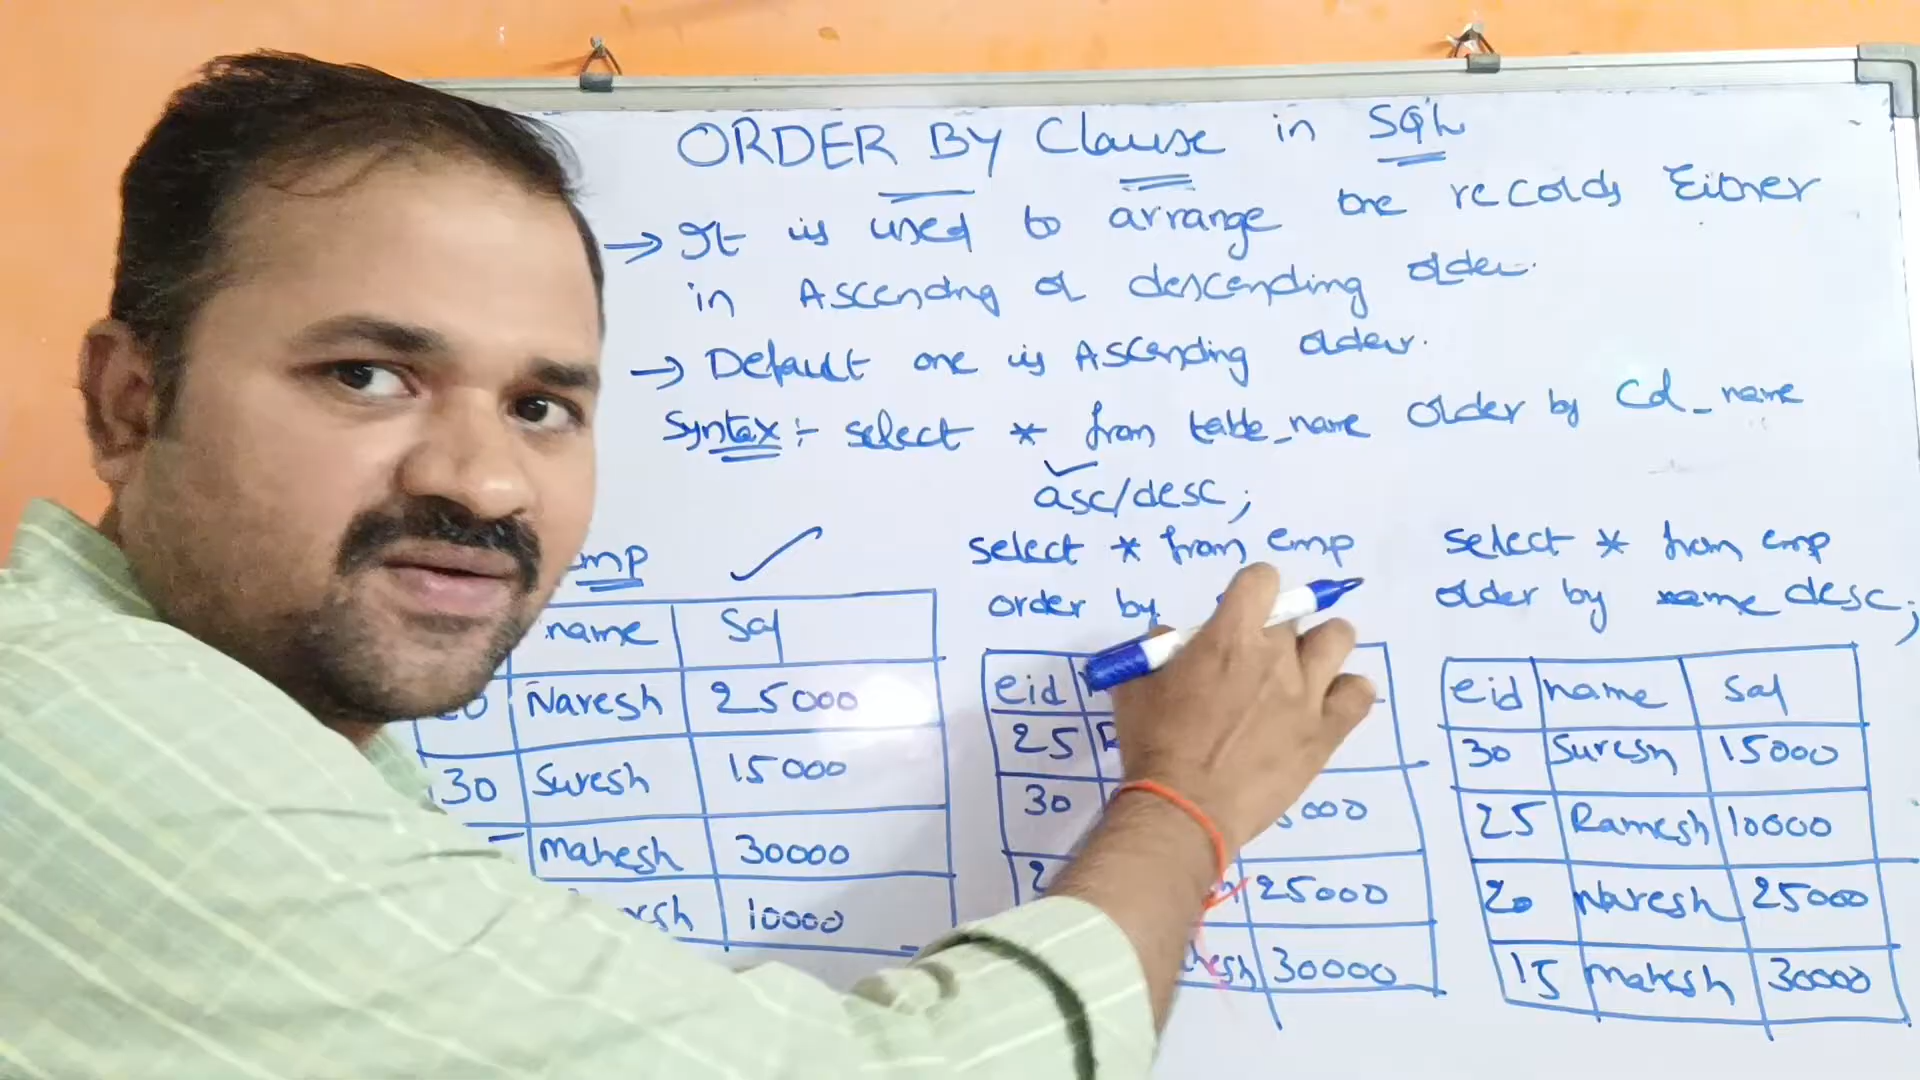 ORDER BY Clause in SQL
→ It is used to arrange the records Either
in Ascending or descending order.
→ Default one is Ascending order.
Syntax :- select * from table_name order by Col_name
asc/desc ;
select * from emp
order by
select * from emp
order by name desc;
name sal
Naresh 25000
30 Suresh 15000
Mahesh 30000
10000
eid
25
30
25000
30000
eid name sal
30 Suresh 15000
25 Ramesh 10000
20 Naresh 25000
15 Mahesh 30000